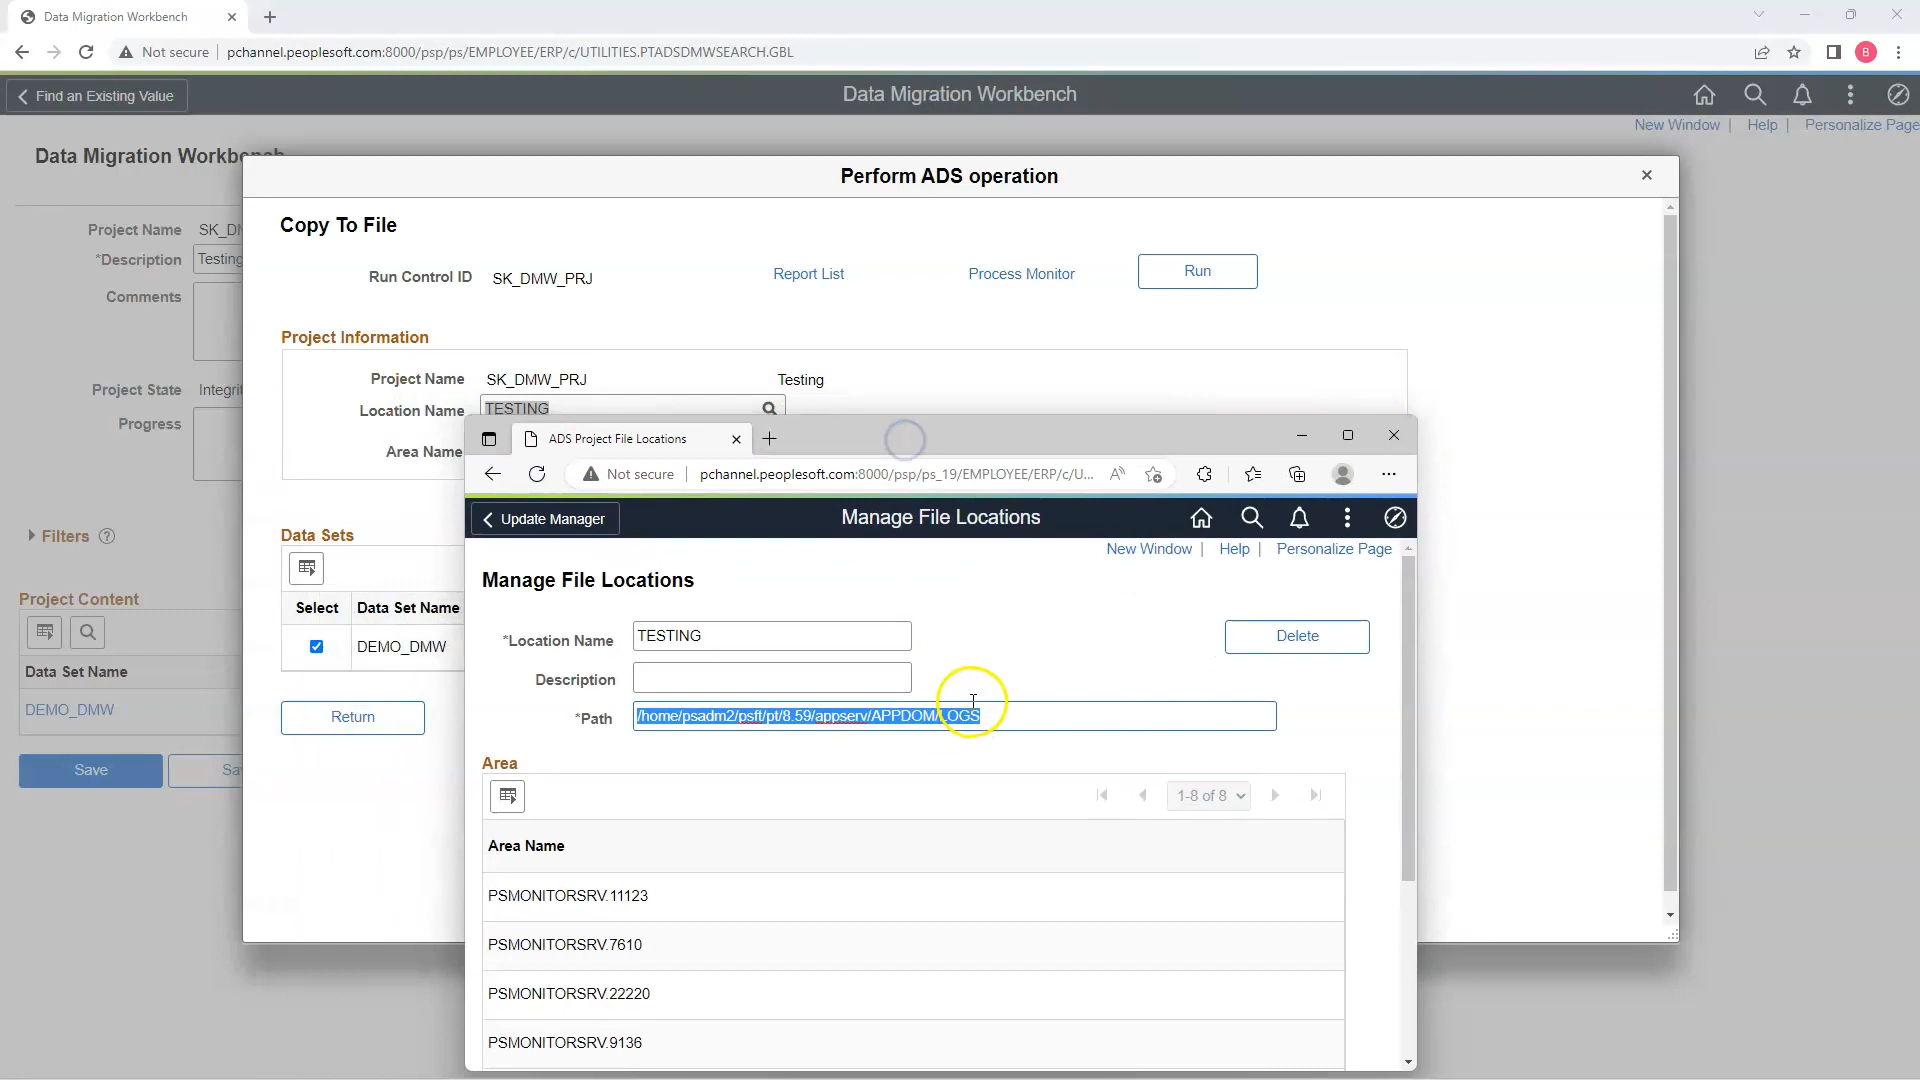 Data Migration Workbench
Not secure
pchannel.peoplesoft.com:8000/psp/ps/EMPLOYEE/ERP/c/UTILITIES.PTADSDMWSEARCH.GBL
B
Find an Existing Value
Data Migration Workbench
New Window | Help | Personalize Page
Data Migration Workbench
Perform ADS operation
Project Name SK_DM
*Description Testing
Comments
Project State Integrit
Progress
Filters
Project Content
Data Set Name
DEMO_DMW
Save
Sav
Copy To File
Run Control ID SK_DMW_PRJ Report List Process Monitor Run
Project Information
Project Name SK_DMW_PRJ Testing
Location Name TESTING
Area Name
Data Sets
Select Data Set Name
DEMO_DMW
Return
ADS Project File Locations
Not secure pchannel.peoplesoft.com:8000/psp/ps_19/EMPLOYEE/ERP/c/U...
Update Manager Manage File Locations
New Window | Help | Personalize Page
Manage File Locations
*Location Name TESTING Delete
Description
*Path /home/psadm2/psft/pt/8.59/appserv/APPDOM/LOGS
Area
1-8 of 8
Area Name
PSMONITORSRV.11123
PSMONITORSRV.7610
PSMONITORSRV.22220
PSMONITORSRV.9136